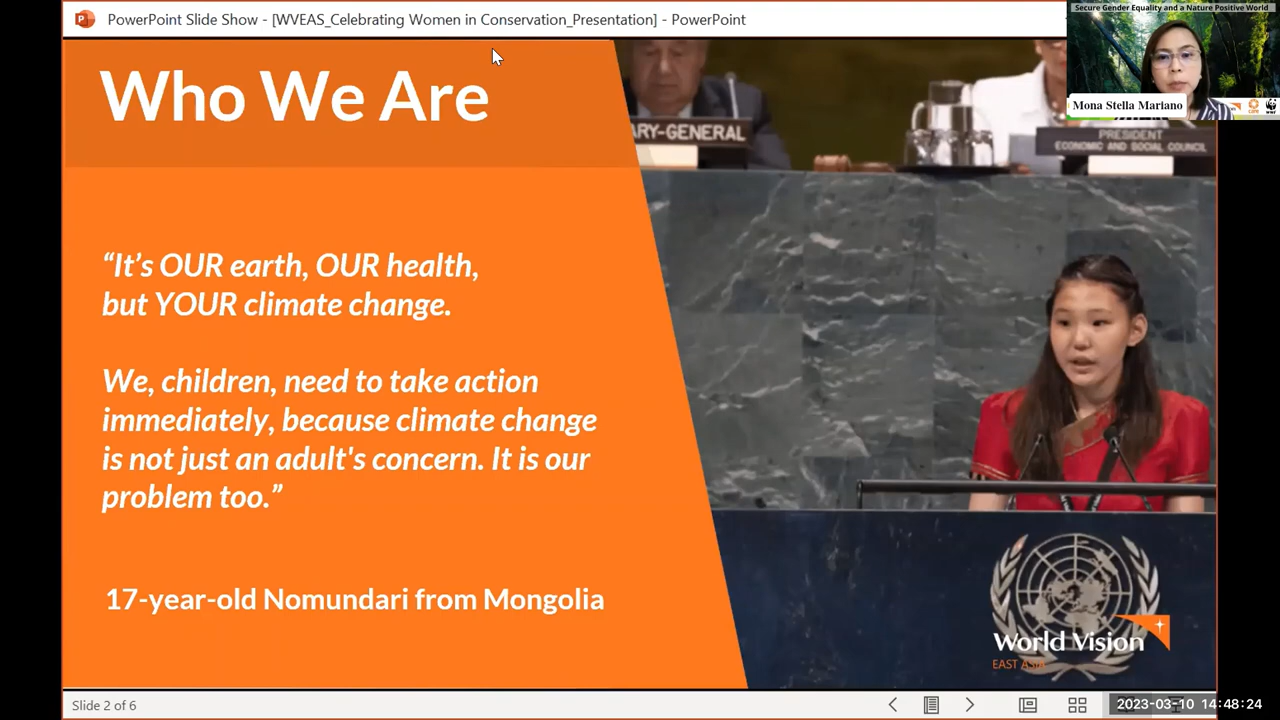 PowerPoint Slide Show - [WVEAS_Celebrating Women in Conservation_Presentation] - PowerPoint
Secure Gender Equality and a Nature Positive World
Mona Stella Mariano
care
WWF
Who We Are
“It’s OUR earth, OUR health,
but YOUR climate change.
We, children, need to take action
immediately, because climate change
is not just an adult's concern. It is our
problem too.”
17-year-old Nomundari from Mongolia
ARY-GENERAL
PRESIDENT
ECONOMIC AND SOCIAL COUNCIL
World Vision
EAST ASIA
Slide 2 of 6
2023-03-10 14:48:24